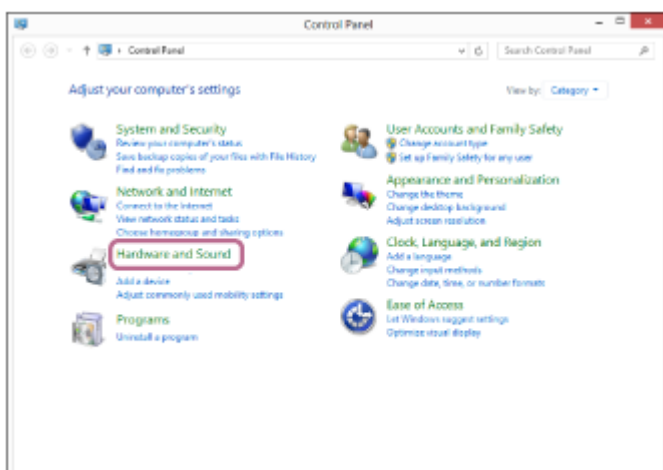 Control Panel
Control Panel
Search Control Panel
Adjust your computer's settings
View by: Category
System and Security
Review your computer's status
Save backup copies of your files with File History
Find and fix problems
Network and Internet
Connect to the Internet
View network status and tasks
Choose homegroup and sharing options
Hardware and Sound
Add a device
Adjust commonly used mobility settings
Programs
Uninstall a program
User Accounts and Family Safety
Change account type
Set up Family Safety for any user
Appearance and Personalization
Change the theme
Change desktop background
Adjust screen resolution
Clock, Language, and Region
Add a language
Change input methods
Change date, time, or number formats
Ease of Access
Let Windows suggest settings
Optimize visual display